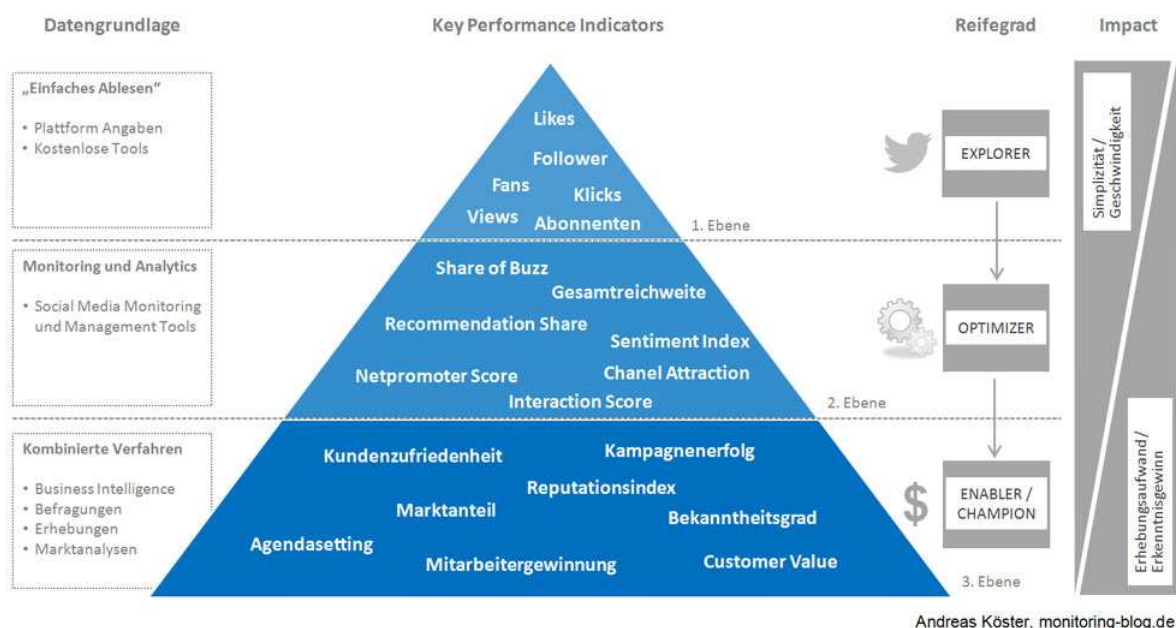 Datengrundlage
Key Performance Indicators
Reifegrad
Impact
„Einfaches Ablesen“
• Plattform Angaben
• Kostenlose Tools
Likes
Follower
Fans
Klicks
Views
Abonnenten
1. Ebene
EXPLORER
Simplizität /
Geschwindigkeit
Monitoring und Analytics
• Social Media Monitoring
und Management Tools
Share of Buzz
Gesamtreichweite
Recommendation Share
Sentiment Index
Netpromoter Score
Chanel Attraction
Interaction Score
2. Ebene
OPTIMIZER
Kombinierte Verfahren
• Business Intelligence
• Befragungen
• Erhebungen
• Marktanalysen
Kundenzufriedenheit
Kampagnenerfolg
Reputationsindex
Marktanteil
Bekanntheitsgrad
Agendasetting
Mitarbeitergewinnung
Customer Value
3. Ebene
$
ENABLER /
CHAMPION
Erhebungsaufwand /
Erkenntnisgewinn
Andreas Köster, monitoring-blog.de